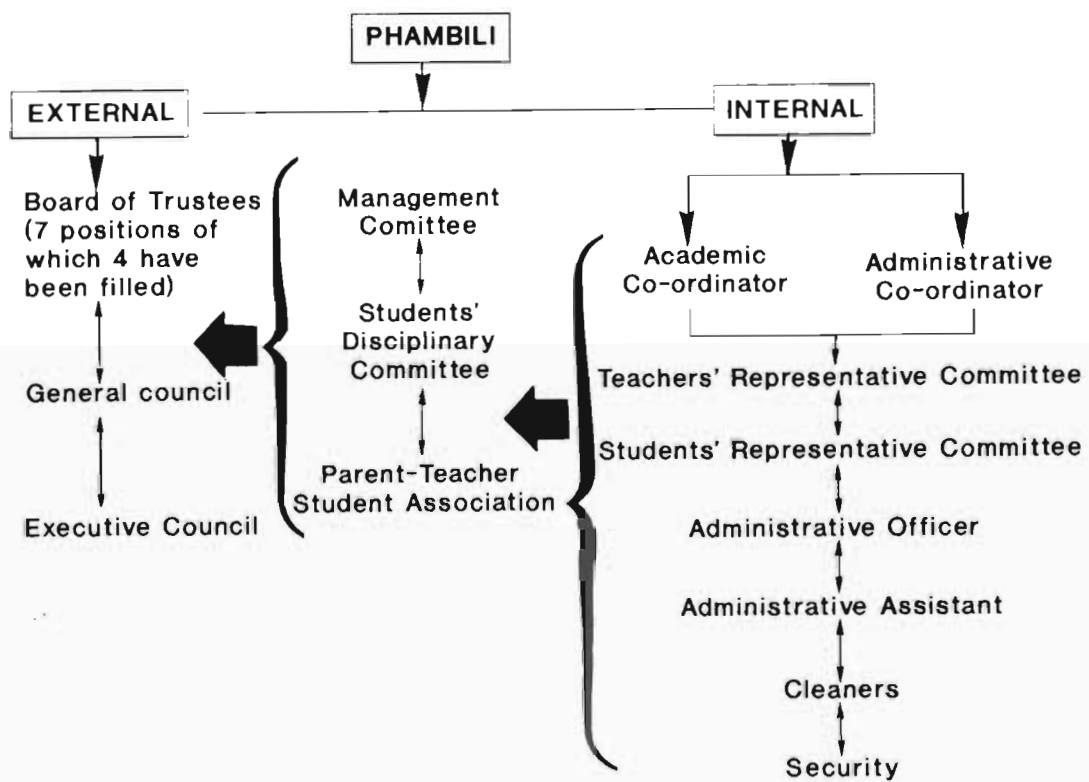 PHAMBILI
EXTERNAL
INTERNAL
Board of Trustees
(7 positions of
which 4 have
been filled)
General council
Executive Council
Management
Comittee
Students'
Disciplinary
Committee
Parent-Teacher
Student Association
Academic
Co-ordinator
Administrative
Co-ordinator
Teachers' Representative Committee
Students' Representative Committee
Administrative Officer
Administrative Assistant
Cleaners
Security